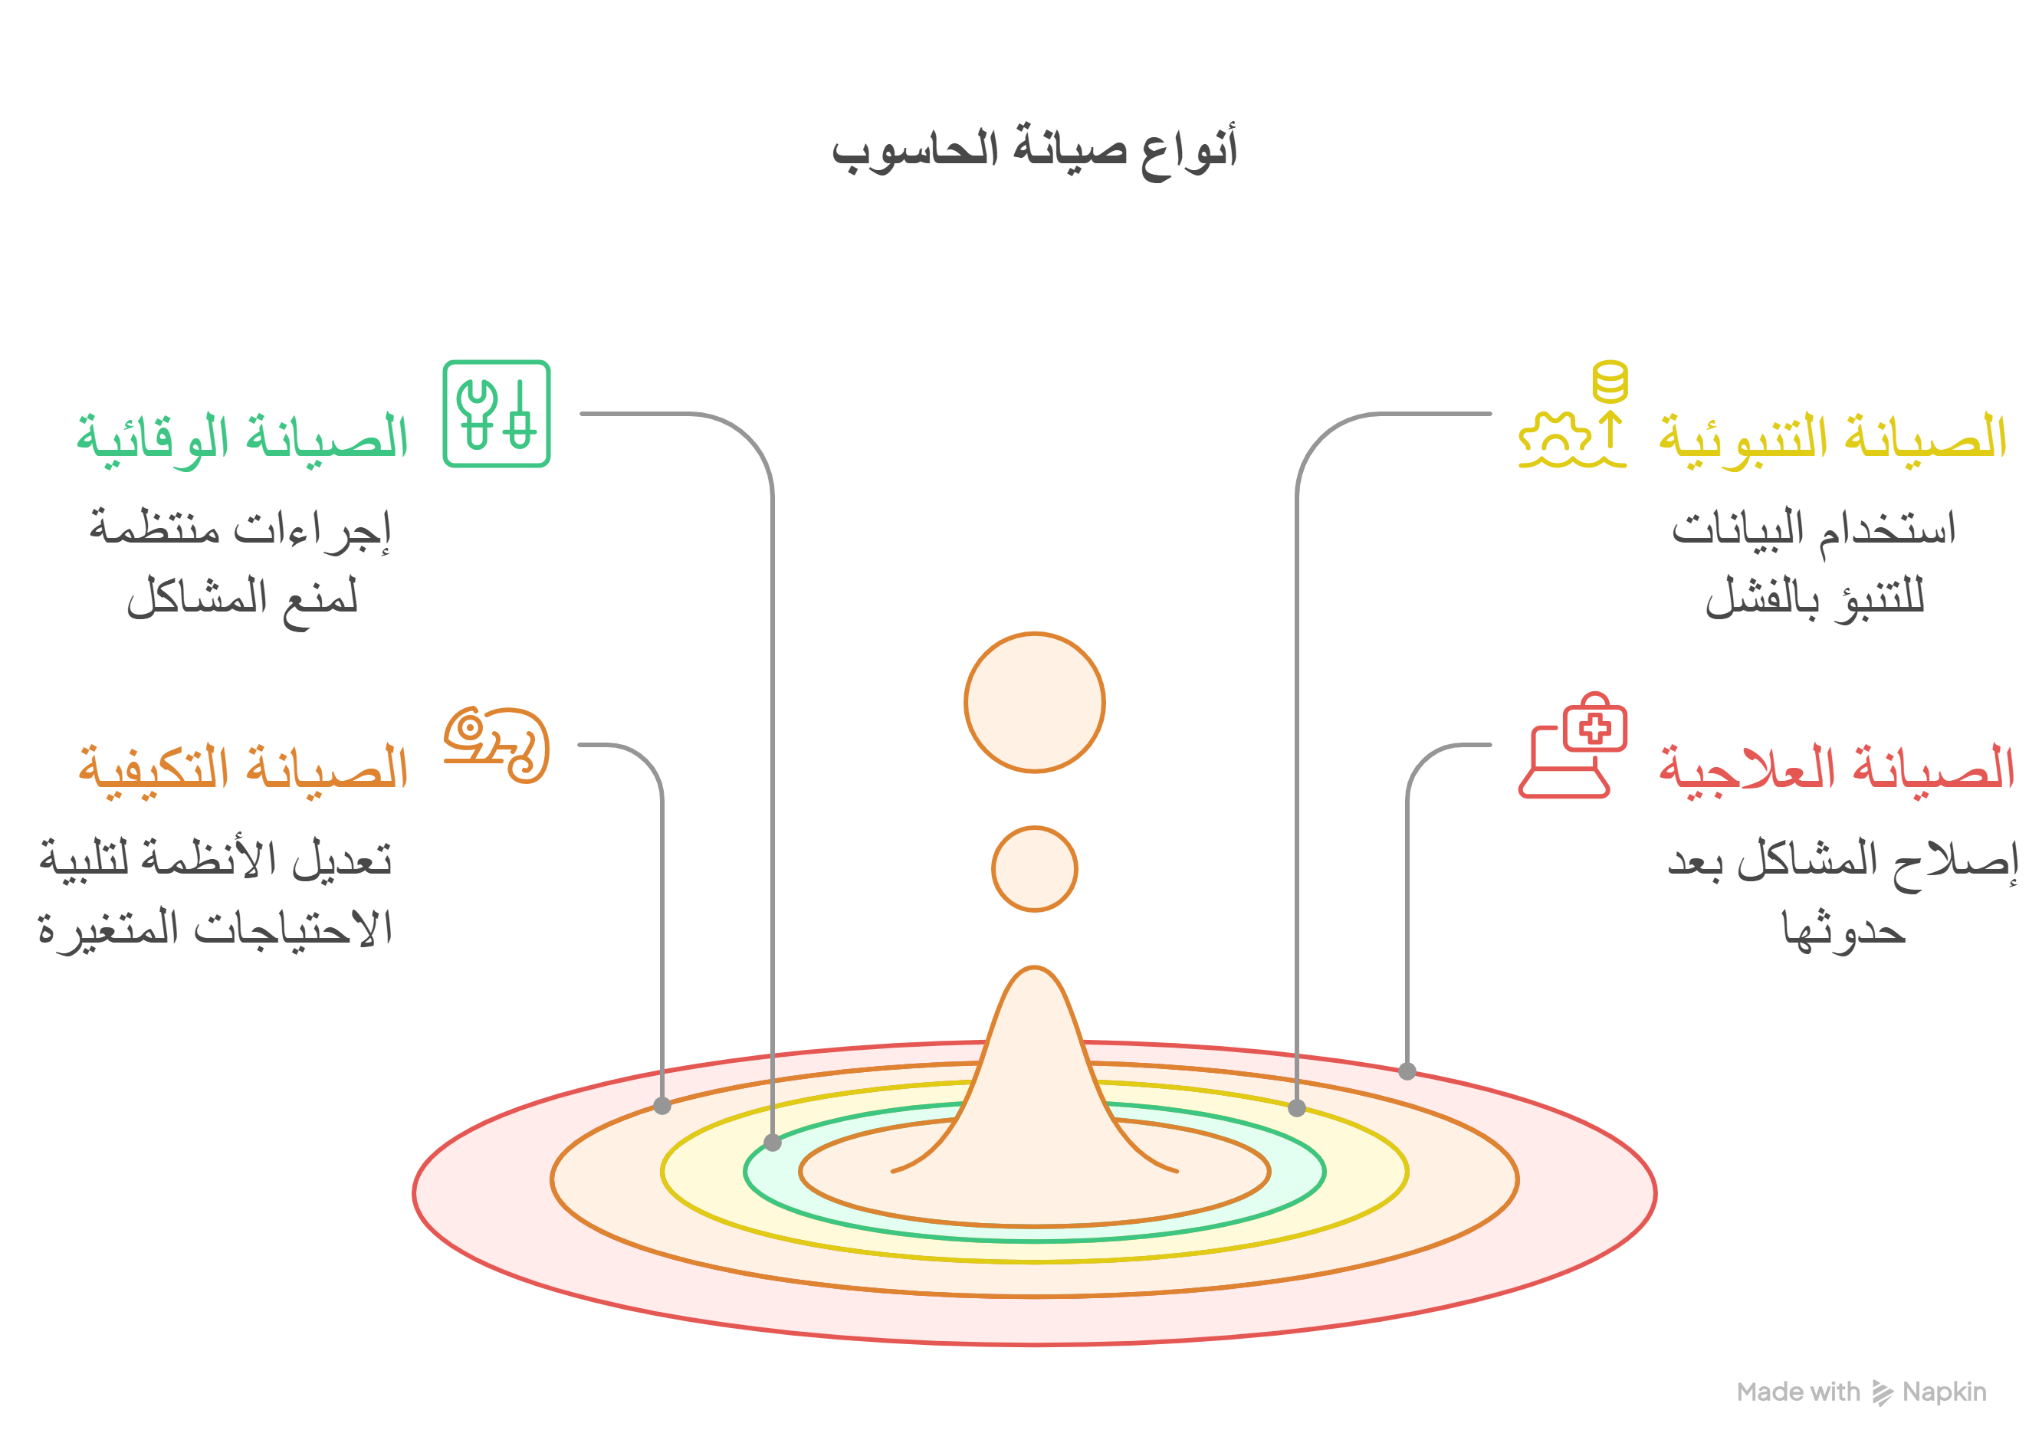 أنواع صيانة الحاسوب
الصيانة التنبوئية
استخدام البيانات
للتنبؤ بالفشل
الصيانة الوقائية
إجراءات منتظمة
لمنع المشاكل
الصيانة العلاجية
إصلاح المشاكل بعد
حدوثها
الصيانة التكيفية
تعديل الأنظمة لتلبية
الاحتياجات المتغيرة
Made with Napkin